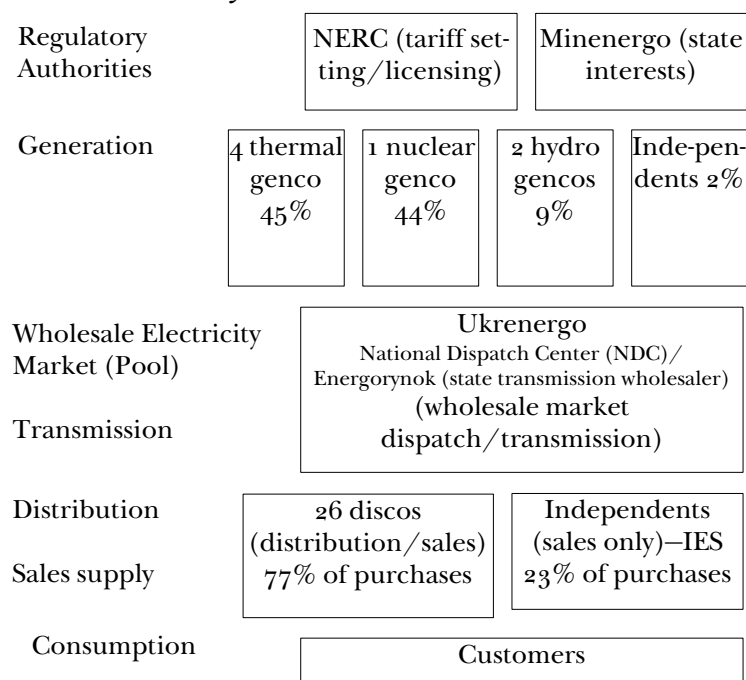 Regulatory
Authorities
NERC (tariff set-
ting/licensing)
Minenergo (state
interests)
Generation
4 thermal
genco
45%
1 nuclear
genco
44%
2 hydro
gencos
9%
Inde-pen-
dents 2%
Wholesale Electricity
Market (Pool)
Transmission
Ukrenergo
National Dispatch Center (NDC)/
Energorynok (state transmission wholesaler)
(wholesale market
dispatch/transmission)
Distribution
Sales supply
26 discos
(distribution/sales)
77% of purchases
Independents
(sales only)—IES
23% of purchases
Consumption
Customers